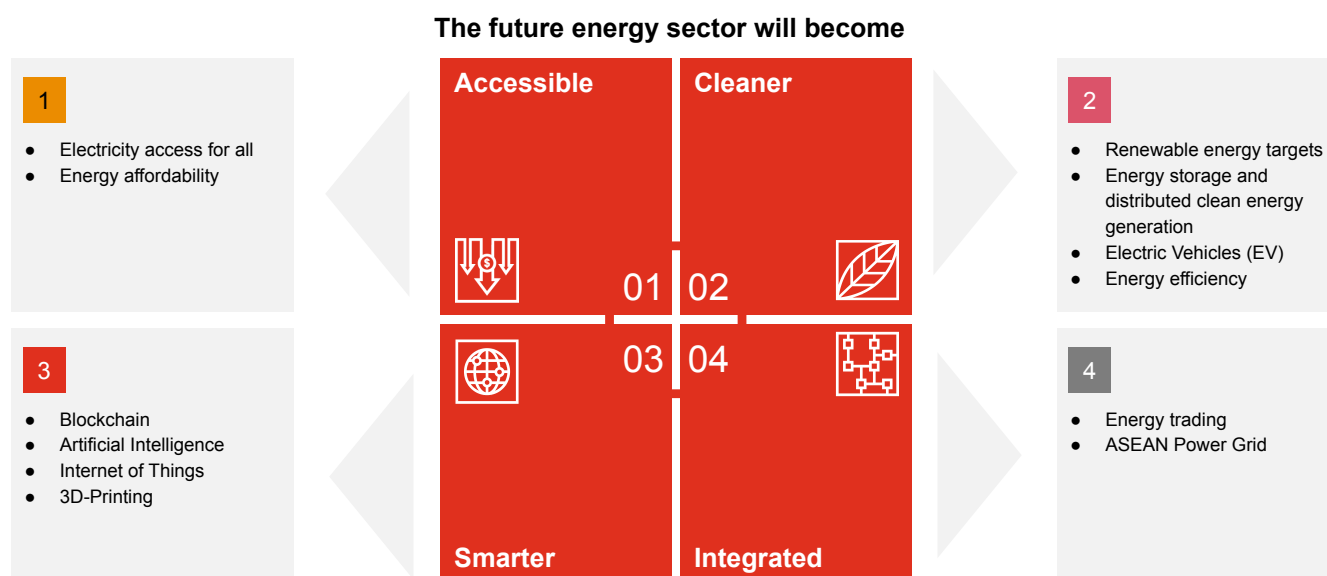 The future energy sector will become
1
● Electricity access for all
● Energy affordability
Accessible
01
Cleaner
02
2
● Renewable energy targets
● Energy storage and
distributed clean energy
generation
● Electric Vehicles (EV)
● Energy efficiency
3
● Blockchain
● Artificial Intelligence
● Internet of Things
● 3D-Printing
03
Smarter
04
Integrated
4
● Energy trading
● ASEAN Power Grid
$